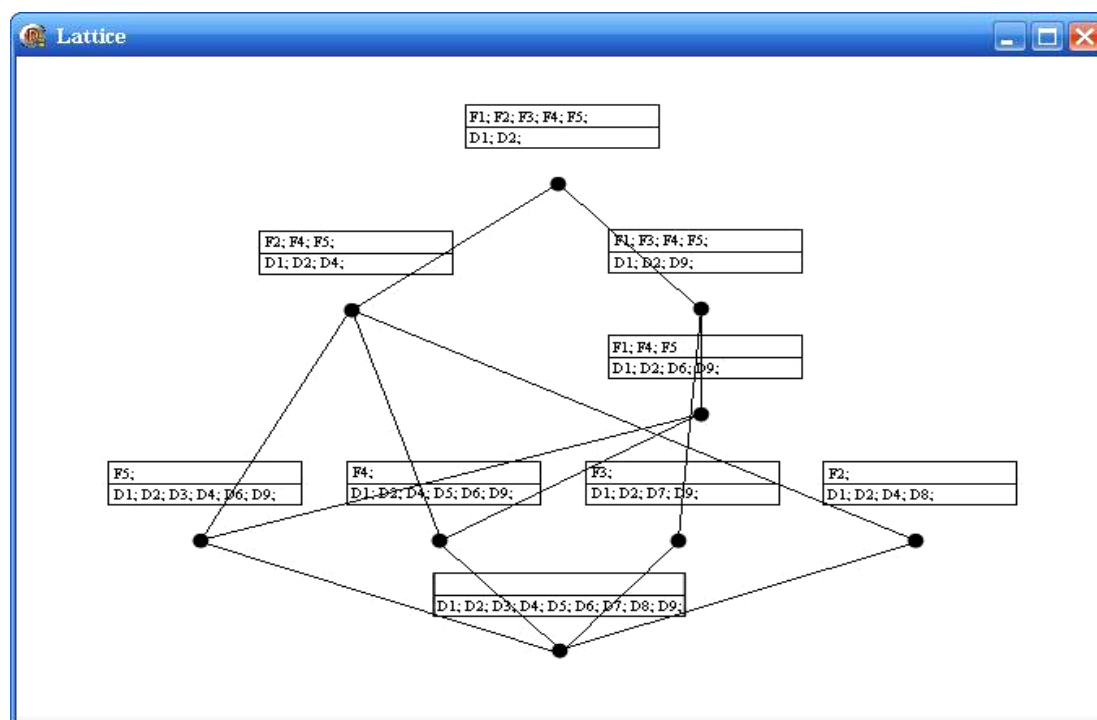 Lattice
F1; F2; F3; F4; F5;
D1; D2;
F2; F4; F5;
D1; D2; D4;
F1; F3; F4; F5;
D1; D2; D9;
F1; F4; F5
D1; D2; D6; D9;
F5;
D1; D2; D3; D4; D6; D9;
F4;
D1; D2; D4; D5; D6; D9;
F3;
D1; D2; D7; D9;
F2;
D1; D2; D4; D8;
D1; D2; D3; D4; D5; D6; D7; D8; D9;